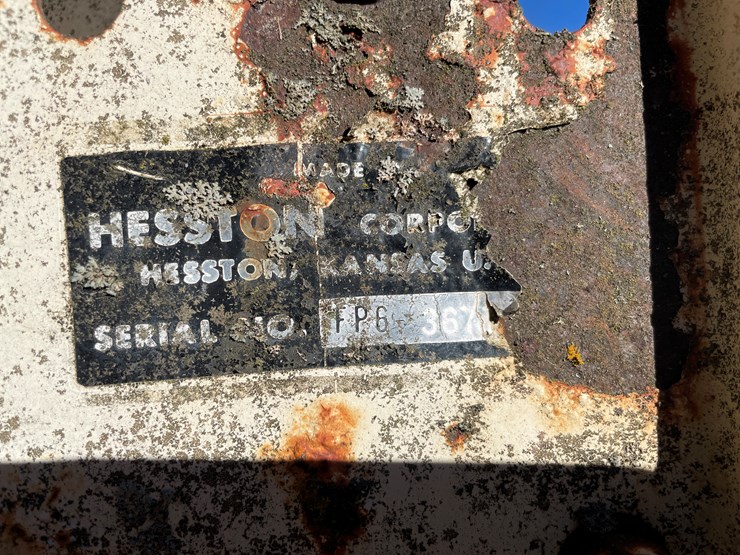 MADE
HESSTON CORPO
HESSTON, KANSAS U.
SERIAL NO. FP6 367